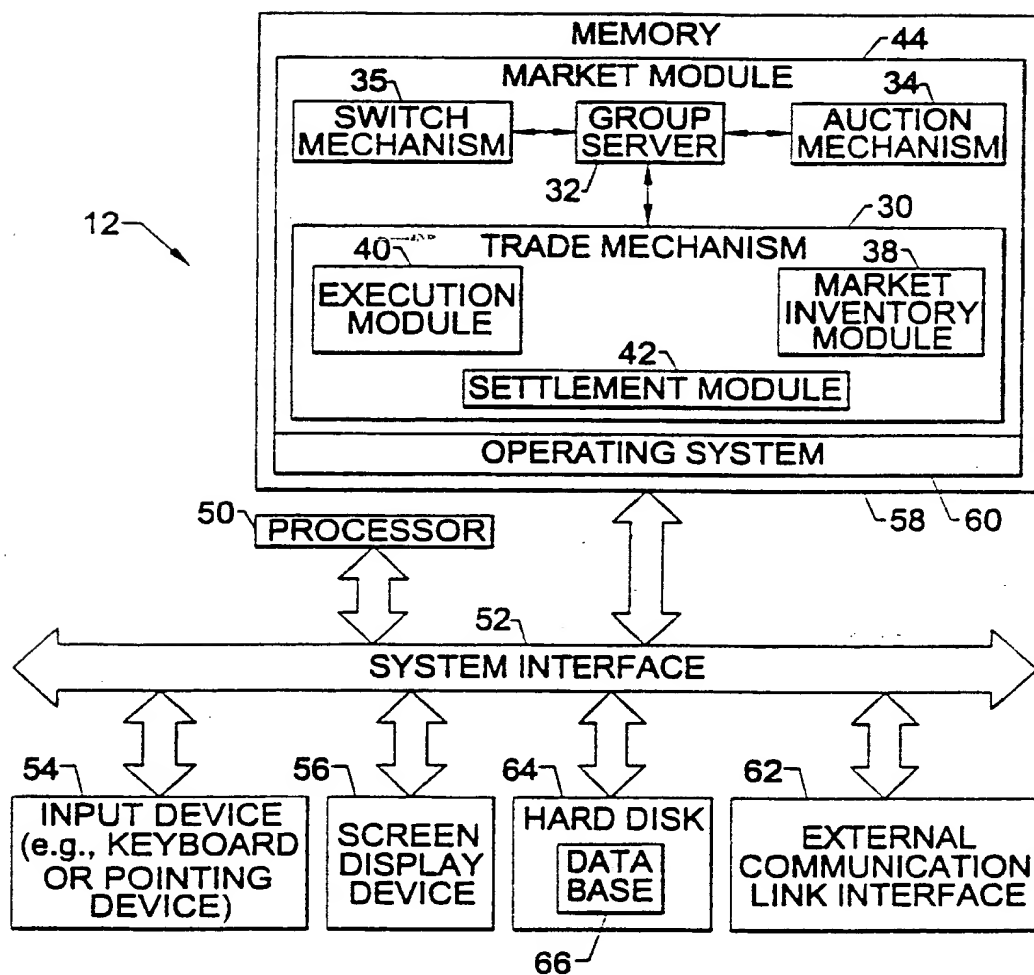 MEMORY
44
MARKET MODULE
35
34
SWITCH
MECHANISM
GROUP
SERVER
AUCTION
MECHANISM
32
12
30
TRADE MECHANISM
40
38
EXECUTION
MODULE
MARKET
INVENTORY
MODULE
42
SETTLEMENT MODULE
OPERATING SYSTEM
58
60
50
PROCESSOR
52
SYSTEM INTERFACE
54
56
64
62
INPUT DEVICE
(e.g., KEYBOARD
OR POINTING
DEVICE)
SCREEN
DISPLAY
DEVICE
HARD DISK
DATA
BASE
66
EXTERNAL
COMMUNICATION
LINK INTERFACE